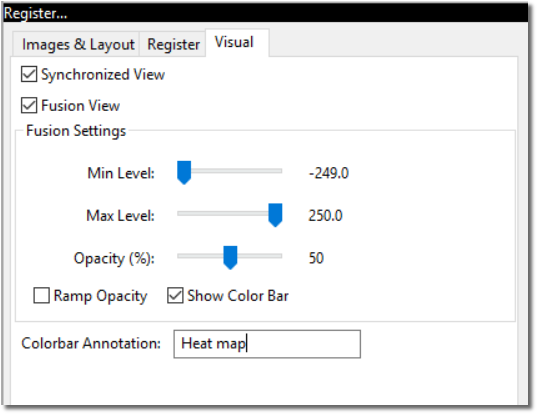 Register...
Images & Layout Register Visual
Synchronized View
Fusion View
Fusion Settings
Min Level: -249.0
Max Level: 250.0
Opacity (%): 50
Ramp Opacity Show Color Bar
Colorbar Annotation: Heat map